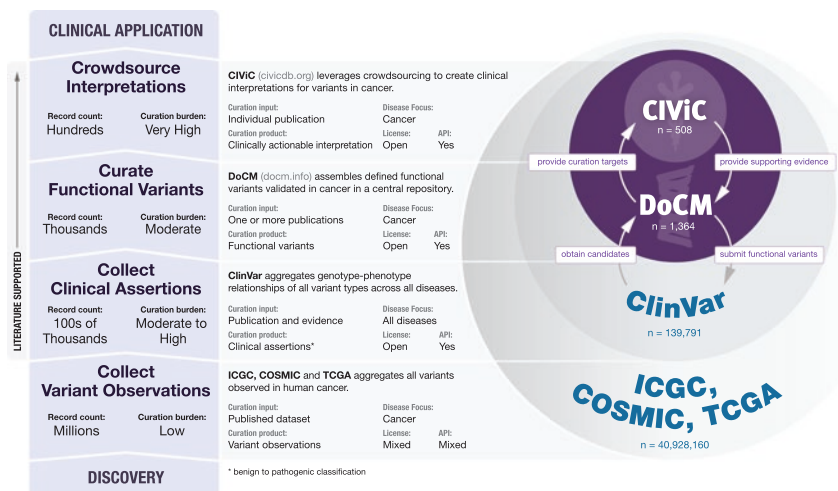 CLINICAL APPLICATION
LITERATURE SUPPORTED
Crowdsource
Interpretations
Record count:
Hundreds
Curation burden:
Very High
CIViC (civicdb.org) leverages crowdsourcing to create clinical
interpretations for variants in cancer.
Curation input:
Individual publication
Disease Focus:
Cancer
Curation product:
Clinically actionable interpretation
License:
Open
API:
Yes
Curate
Functional Variants
Record count:
Thousands
Curation burden:
Moderate
DoCM (docm.info) assembles defined functional
variants validated in cancer in a central repository.
Curation input:
One or more publications
Disease Focus:
Cancer
Curation product:
Functional variants
License:
Open
API:
Yes
Collect
Clinical Assertions
Record count:
100s of
Thousands
Curation burden:
Moderate to
High
ClinVar aggregates genotype-phenotype
relationships of all variant types across all diseases.
Curation input:
Publication and evidence
Disease Focus:
All diseases
Curation product:
Clinical assertions*
License:
Open
API:
Yes
Collect
Variant Observations
Record count:
Millions
Curation burden:
Low
ICGC, COSMIC and TCGA aggregates all variants
observed in human cancer.
Curation input:
Published dataset
Disease Focus:
Cancer
Curation product:
Variant observations
License:
Mixed
API:
Mixed
DISCOVERY
* benign to pathogenic classification
CIViC
n = 508
provide curation targets
provide supporting evidence
DoCM
n = 1,364
obtain candidates
submit functional variants
ClinVar
n = 139,791
ICGC,
COSMIC, TCGA
n = 40,928,160